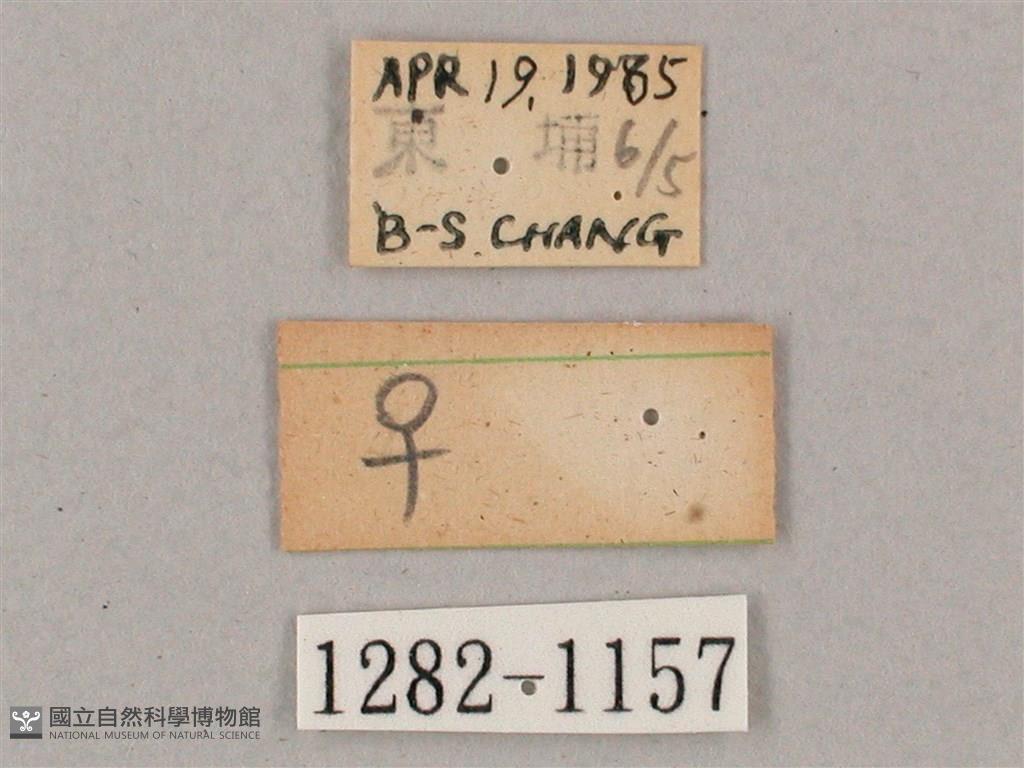 APR 19, 1985
東 埔 6/5
B-S CHANG
♀
1282-1157
國立自然科學博物館
NATIONAL MUSEUM OF NATURAL SCIENCE